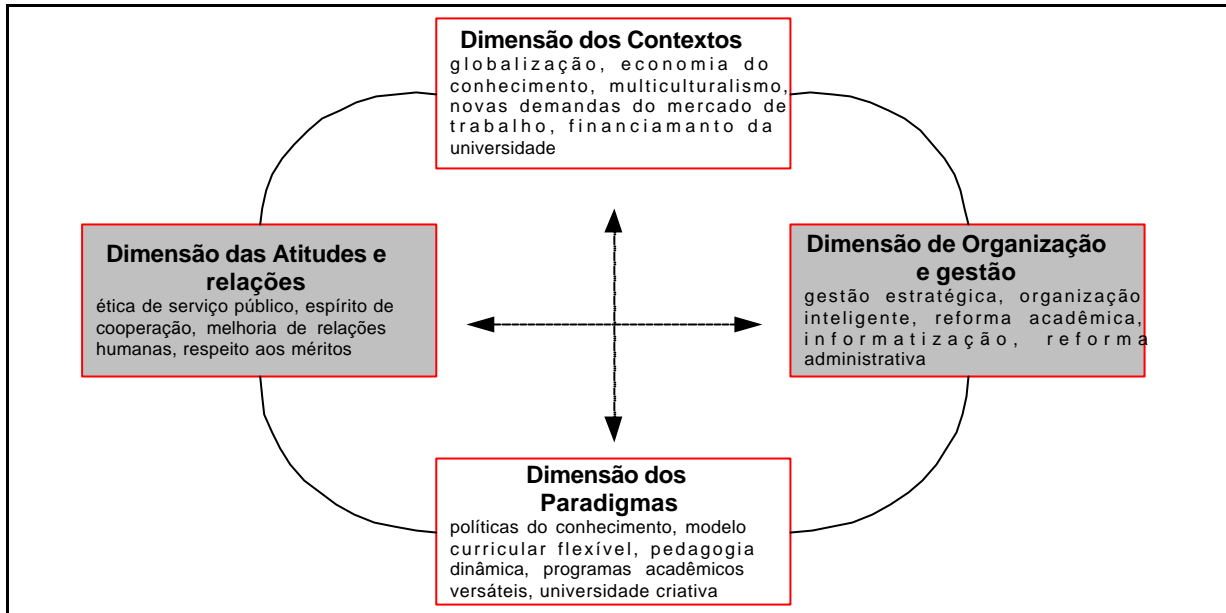 Dimensão dos Contextos
globalização, economia do
conhecimento, multiculturalismo,
novas demandas do mercado de
trabalho, financiamanto da
universidade
Dimensão das Atitudes e
relações
ética de serviço público, espírito de
cooperação, melhoria de relações
humanas, respeito aos méritos
Dimensão de Organização
e gestão
gestão estratégica, organização
inteligente, reforma acadêmica,
informatização, reforma
administrativa
Dimensão dos
Paradigmas
políticas do conhecimento, modelo
curricular flexível, pedagogia
dinâmica, programas acadêmicos
versáteis, universidade criativa